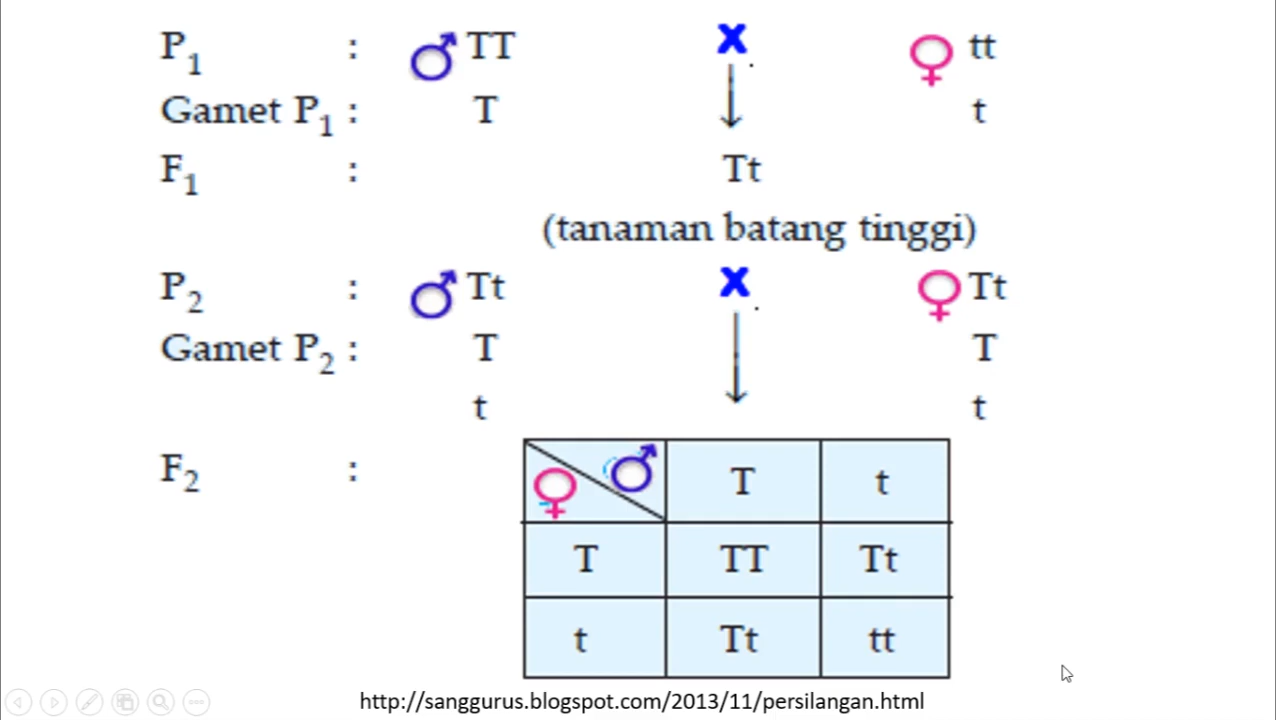 P1 : ♂ TT X ♀ tt
Gamet P1 : T t
F1 : Tt
(tanaman batang tinggi)
P2 : ♂ Tt X ♀ Tt
Gamet P2 : T T
t t
F2 : ♀ ♂ T t
T TT Tt
t Tt tt
http://sanggurus.blogspot.com/2013/11/persilangan.html